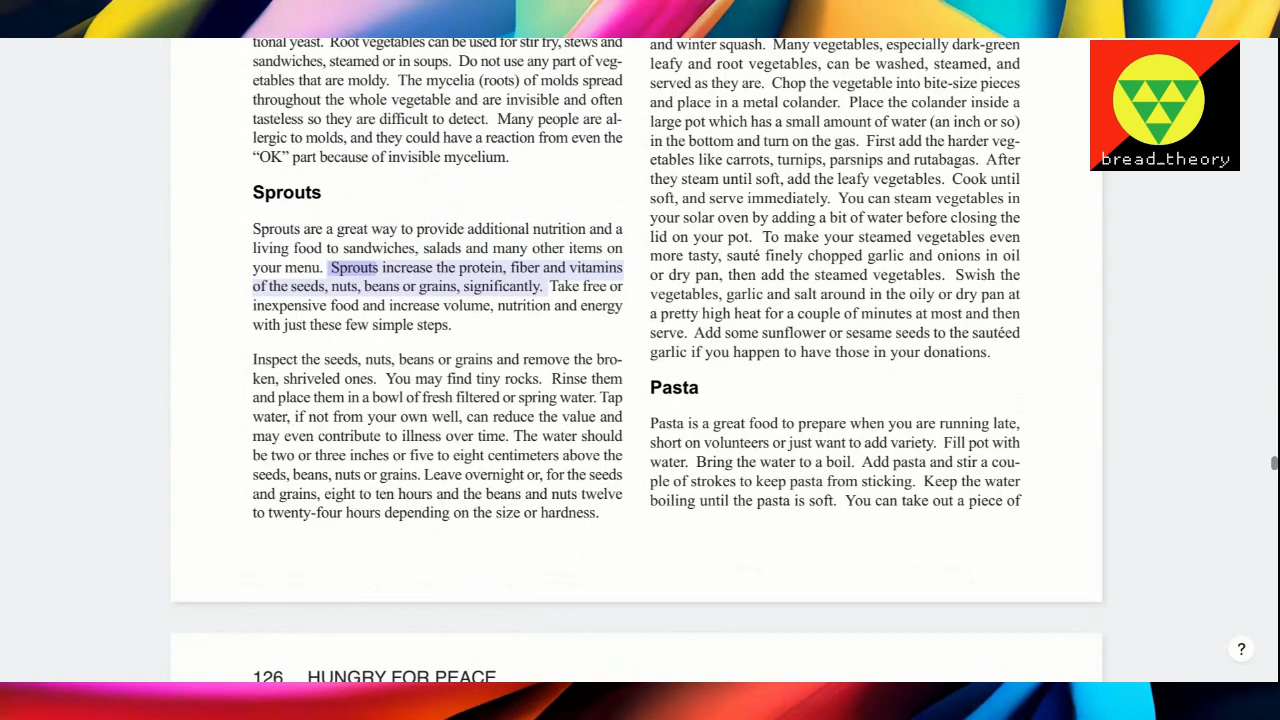 tional yeast. Root vegetables can be used for stir fry, stews and
sandwiches, steamed or in soups. Do not use any part of veg-
etables that are moldy. The mycelia (roots) of molds spread
throughout the whole vegetable and are invisible and often
tasteless so they are difficult to detect. Many people are al-
lergic to molds, and they could have a reaction from even the
“OK” part because of invisible mycelium.
Sprouts
Sprouts are a great way to provide additional nutrition and a
living food to sandwiches, salads and many other items on
your menu. Sprouts increase the protein, fiber and vitamins
of the seeds, nuts, beans or grains, significantly. Take free or
inexpensive food and increase volume, nutrition and energy
with just these few simple steps.
Inspect the seeds, nuts, beans or grains and remove the bro-
ken, shriveled ones. You may find tiny rocks. Rinse them
and place them in a bowl of fresh filtered or spring water. Tap
water, if not from your own well, can reduce the value and
may even contribute to illness over time. The water should
be two or three inches or five to eight centimeters above the
seeds, beans, nuts or grains. Leave overnight or, for the seeds
and grains, eight to ten hours and the beans and nuts twelve
to twenty-four hours depending on the size or hardness.
and winter squash. Many vegetables, especially dark-green
leafy and root vegetables, can be washed, steamed, and
served as they are. Chop the vegetable into bite-size pieces
and place in a metal colander. Place the colander inside a
large pot which has a small amount of water (an inch or so)
in the bottom and turn on the gas. First add the harder veg-
etables like carrots, turnips, parsnips and rutabagas. After
they steam until soft, add the leafy vegetables. Cook until
soft, and serve immediately. You can steam vegetables in
your solar oven by adding a bit of water before closing the
lid on your pot. To make your steamed vegetables even
more tasty, sauté finely chopped garlic and onions in oil
or dry pan, then add the steamed vegetables. Swish the
vegetables, garlic and salt around in the oily or dry pan at
a pretty high heat for a couple of minutes at most and then
serve. Add some sunflower or sesame seeds to the sautéed
garlic if you happen to have those in your donations.
Pasta
Pasta is a great food to prepare when you are running late,
short on volunteers or just want to add variety. Fill pot with
water. Bring the water to a boil. Add pasta and stir a cou-
ple of strokes to keep pasta from sticking. Keep the water
boiling until the pasta is soft. You can take out a piece of
bread_theory
?
126 HUNGRY FOR PEACE